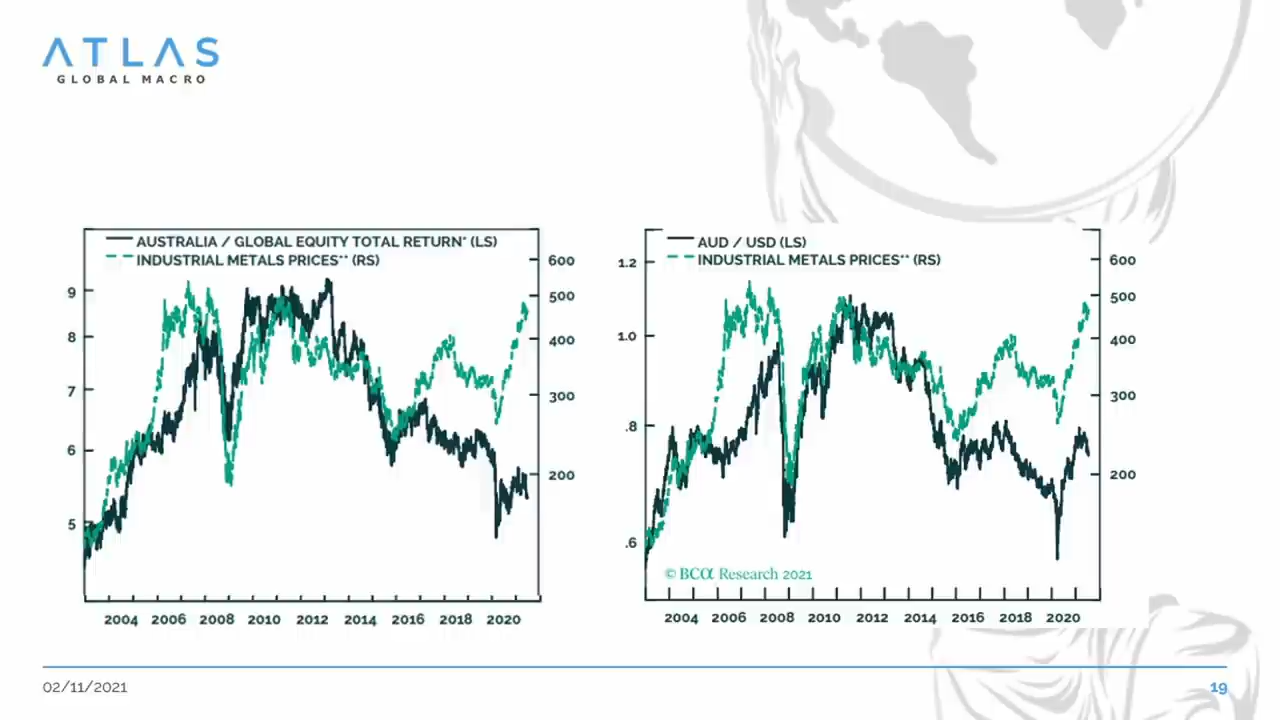 ATLAS
GLOBAL MACRO
AUSTRALIA / GLOBAL EQUITY TOTAL RETURN* (LS)
INDUSTRIAL METALS PRICES** (RS)
9
8
7
6
5
600
500
400
300
200
2004 2006 2008 2010 2012 2014 2016 2018 2020
AUD / USD (LS)
INDUSTRIAL METALS PRICES** (RS)
1.2
1.0
.8
.6
600
500
400
300
200
© BCα Research 2021
2004 2006 2008 2010 2012 2014 2016 2018 2020
02/11/2021
19